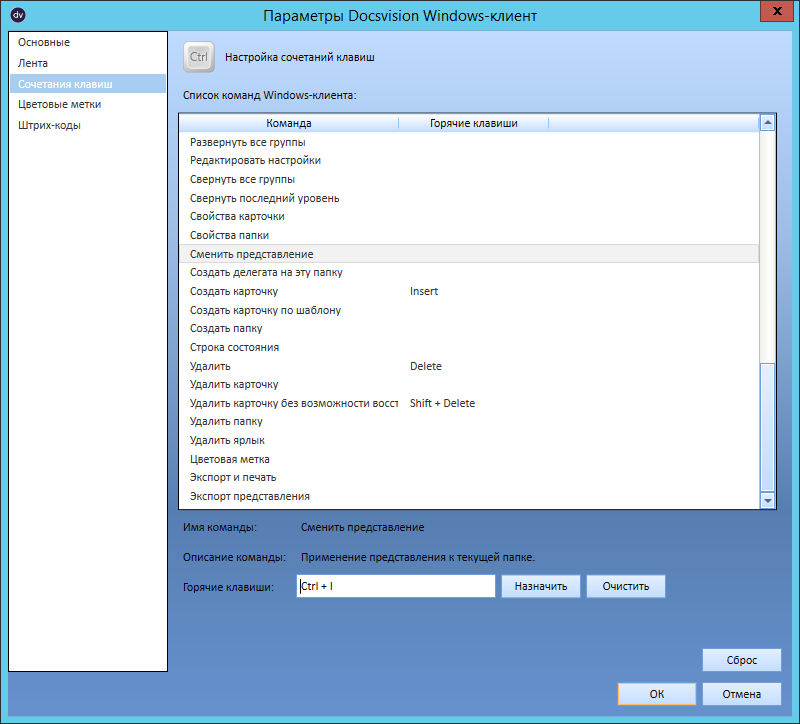 dv Параметры Docsvision Windows-клиент x
Основные
Лента
Сочетания клавиш
Цветовые метки
Штрих-коды
Ctrl Настройка сочетаний клавиш
Список команд Windows-клиента:
Команда Горячие клавиши
Развернуть все группы
Редактировать настройки
Свернуть все группы
Свернуть последний уровень
Свойства карточки
Свойства папки
Сменить представление
Создать делегата на эту папку
Создать карточку Insert
Создать карточку по шаблону
Создать папку
Строка состояния
Удалить Delete
Удалить карточку
Удалить карточку без возможности восст Shift + Delete
Удалить папку
Удалить ярлык
Цветовая метка
Экспорт и печать
Экспорт представления
Имя команды: Сменить представление
Описание команды: Применение представления к текущей папке.
Горячие клавиши: Ctrl + I Назначить Очистить
Сброс
ОК Отмена